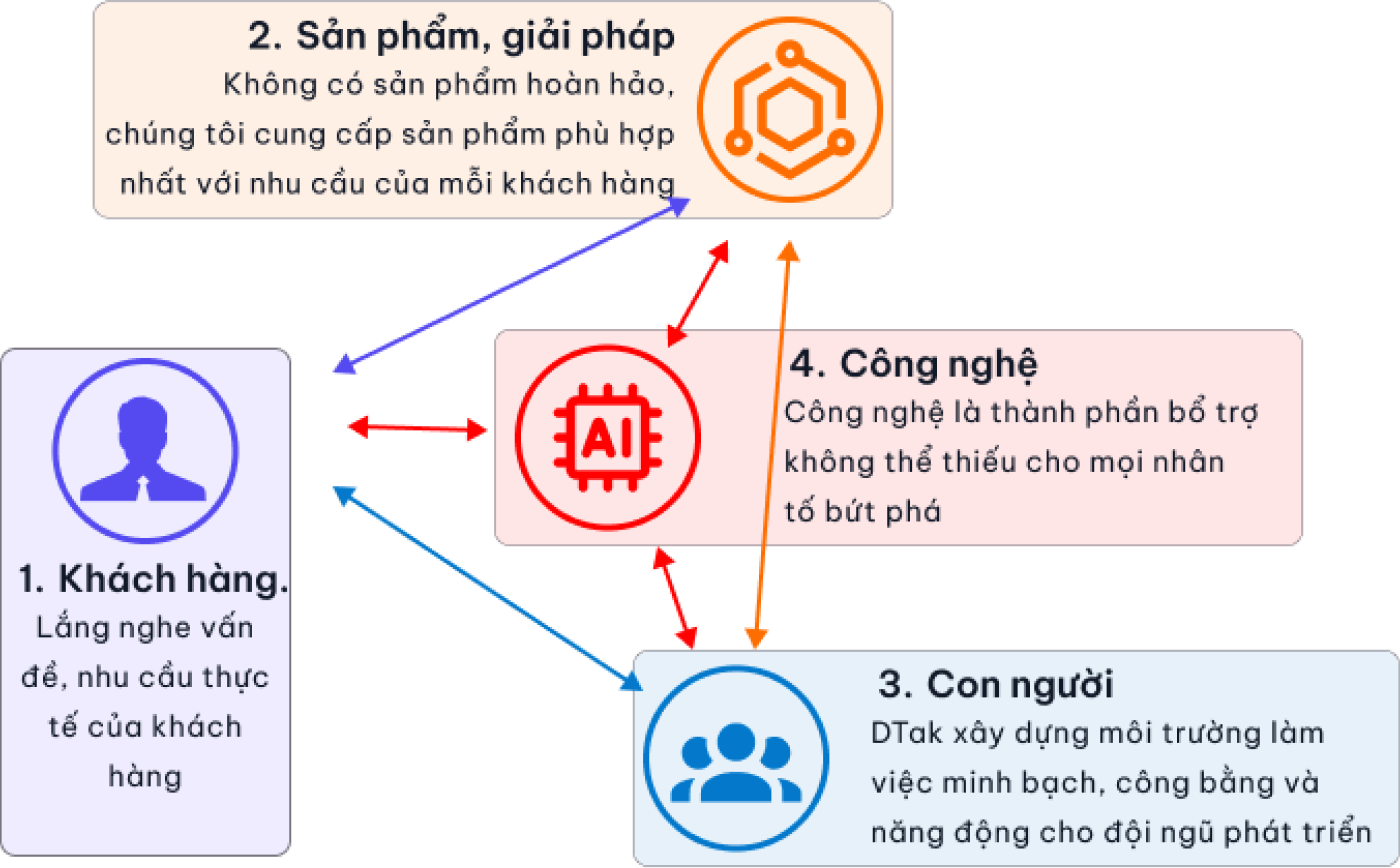 2. Sản phẩm, giải pháp
Không có sản phẩm hoàn hảo,
chúng tôi cung cấp sản phẩm phù hợp
nhất với nhu cầu của mỗi khách hàng
1. Khách hàng.
Lắng nghe vấn
đề, nhu cầu thực
tế của khách
hàng
AI
4. Công nghệ
Công nghệ là thành phần bổ trợ
không thể thiếu cho mọi nhân
tố bứt phá
3. Con người
DTak xây dựng môi trường làm
việc minh bạch, công bằng và
năng động cho đội ngũ phát triển